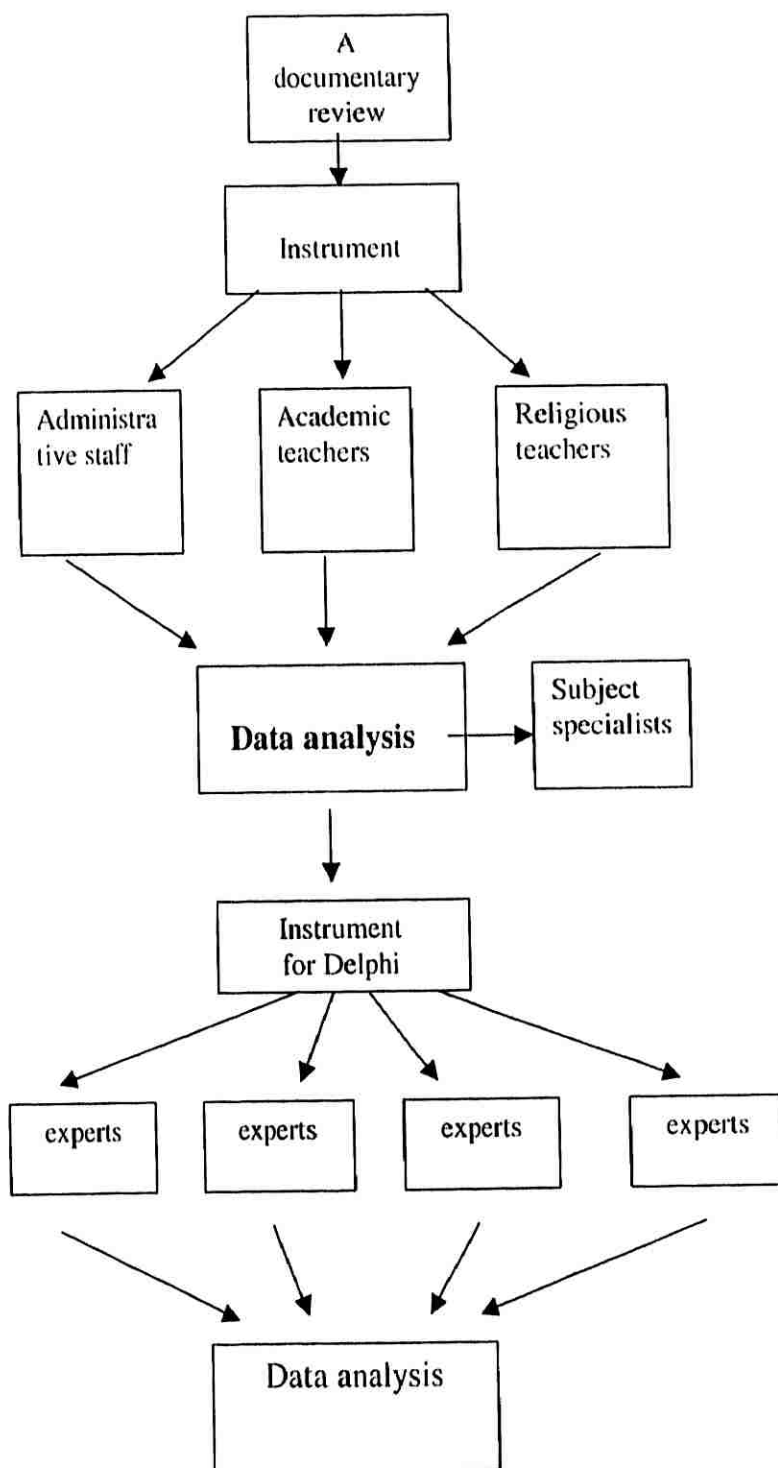 A
documentary
review
Instrument
Administra
tive staff
Academic
teachers
Religious
teachers
Data analysis
Subject
specialists
Instrument
for Delphi
experts
experts
experts
experts
Data analysis